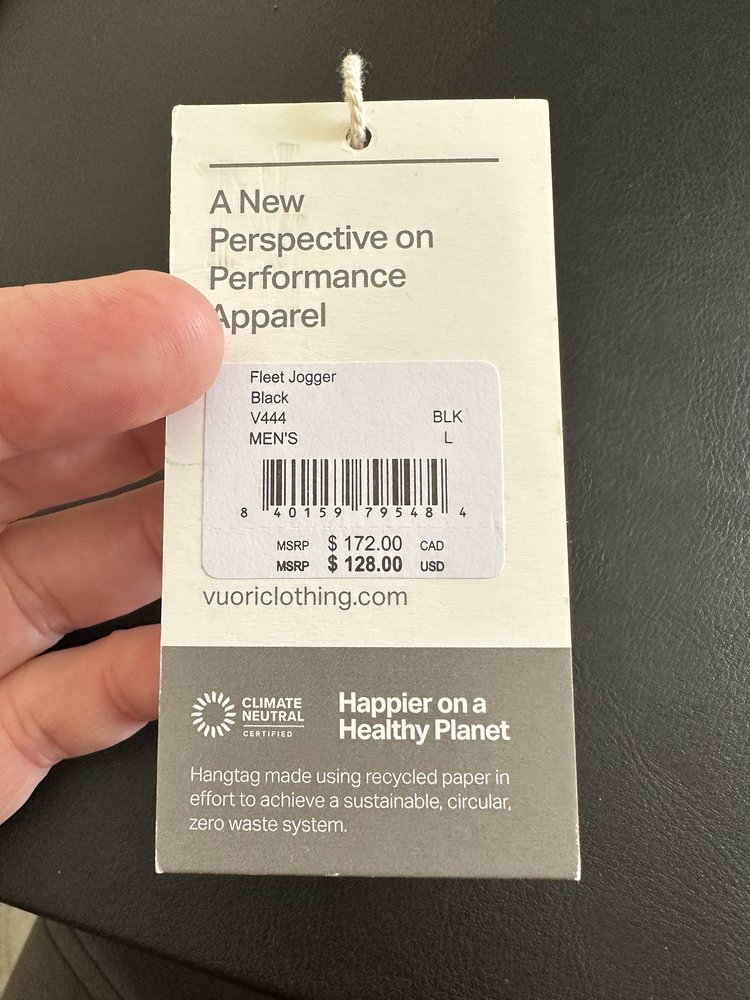 A New
Perspective on
Performance
Apparel
Fleet Jogger
Black
V444 BLK
MEN'S L
8 40159 79548 4
MSRP $ 172.00 CAD
MSRP $ 128.00 USD
vuoriclothing.com
CLIMATE
NEUTRAL
CERTIFIED
Happier on a
Healthy Planet
Hangtag made using recycled paper in
effort to achieve a sustainable, circular,
zero waste system.